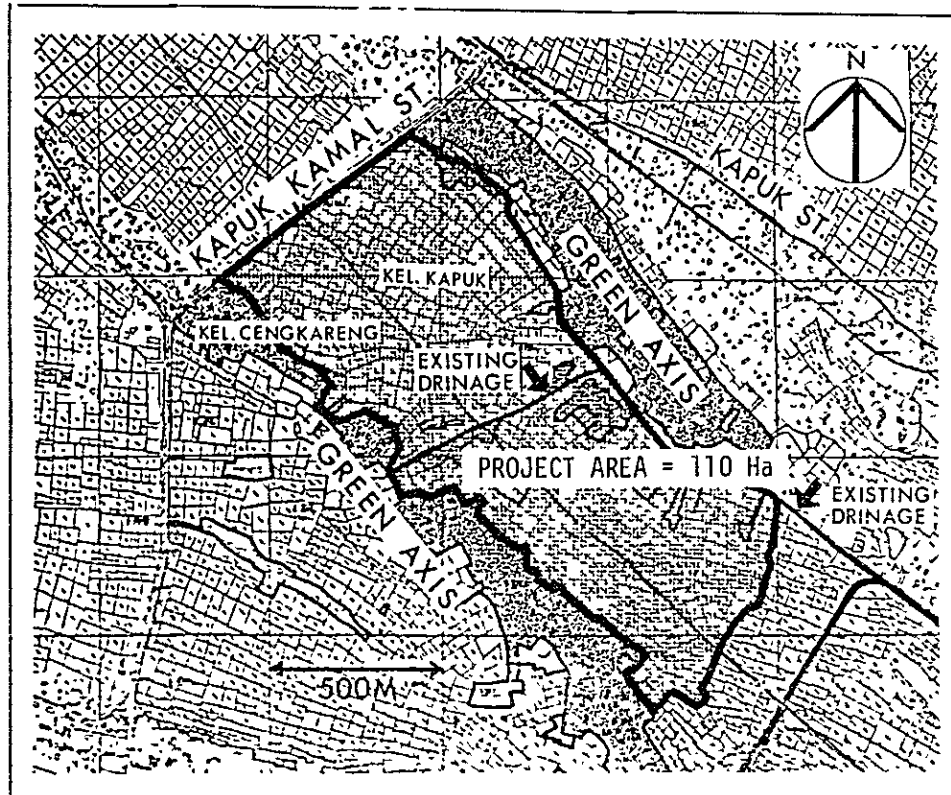 N
KAPUK KAMAL ST.
KAPUK ST.
GREEN AXIS
KEL. KAPUK
KEL. CENGKARENG
EXISTING
DRINAGE
GREEN AXIS
PROJECT AREA = 110 Ha
EXISTING
DRINAGE
500M